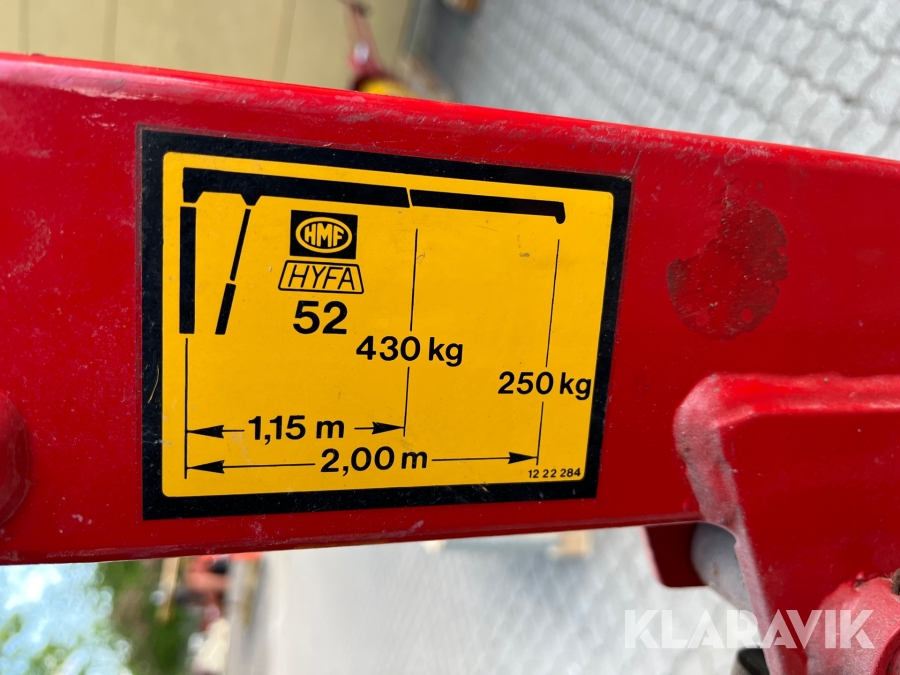 HMF
HYFA
52
430 kg
250 kg
1,15 m
2,00 m
12 22 284
KLARAVIK